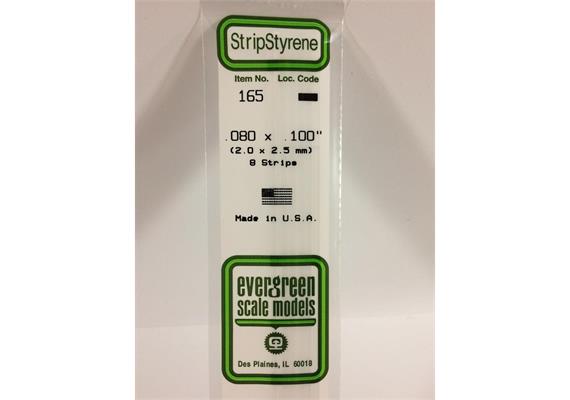 StripStyrene
Item No. Loc. Code
165
.080 x .100"
(2.0 x 2.5 mm)
8 Strips
Made in U.S.A.
evergreen
scale models
Des Plaines, IL 60018